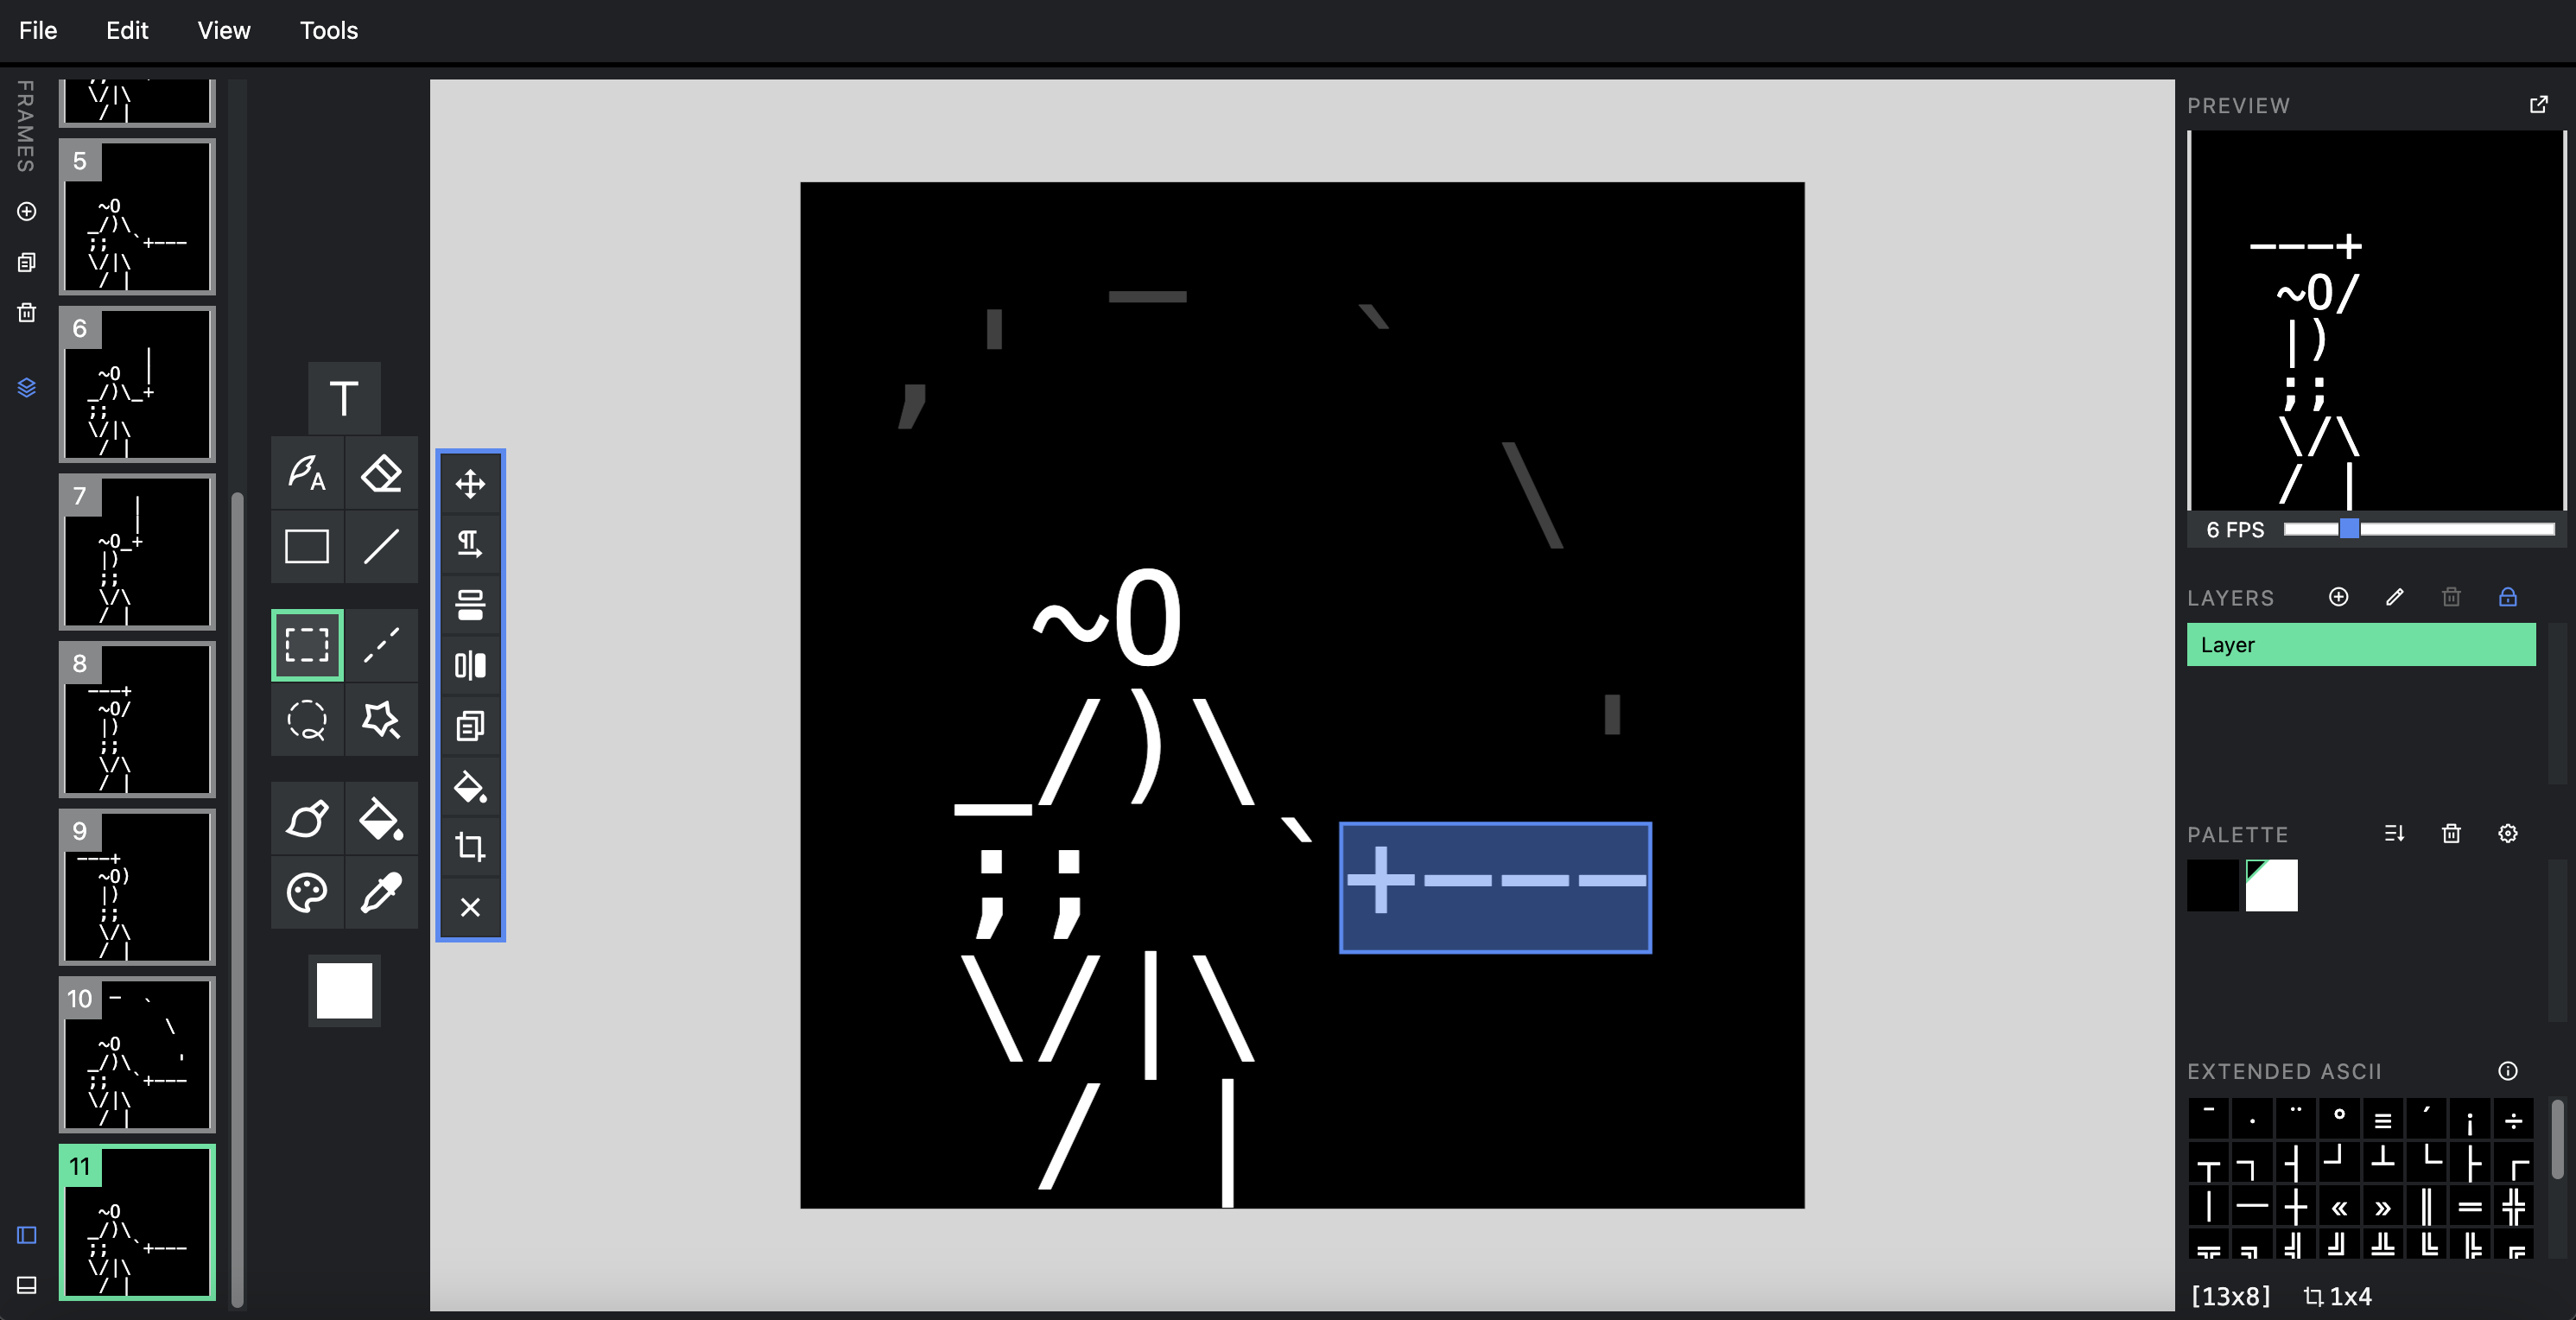 File Edit View Tools
FRAMES
\/|\
/ |
5
~O
_/)\
;; `+---
\/|\
/ |
6
|
~O |
_/)\_+
;;
\/|\
/ |
7
|
|
~O_+
|)
;;
\/\
/ |
8
---+
~O/
|)
;;
\/\
/ |
9
---+
~O)
|)
;;
\/\
/ |
10 - `
\
~O
_/)\ '
;; `+---
\/|\
/ |
11
~O
_/)\
;; `+---
\/|\
/ |
T
A
_ `
'
,
\
~O
_/)\ '
;; `+---
\/|\
/ |
PREVIEW
---+
~O/
|)
;;
\/\
/ |
6 FPS
LAYERS
Layer
PALETTE
EXTENDED ASCII
¯ · ¨ ° ≡ ´ ¡ ÷
┬ ┐ ┤ ┘ ┴ └ ├ ┌
│ ─ ┼ « » ║ ═ ╬
╦ ╗ ╣ ╝ ╩ ╚ ╠ ╔
[13x8] 1x4